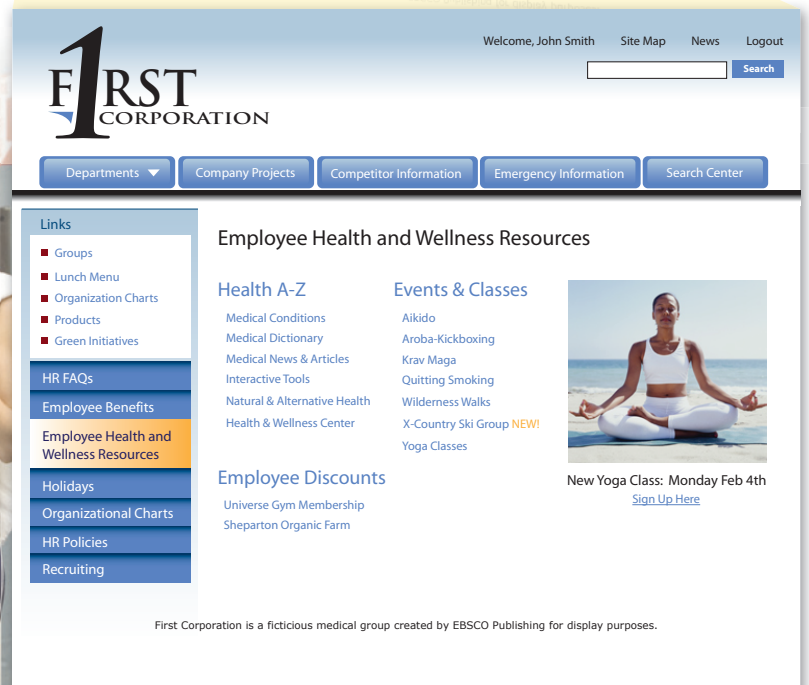 Welcome, John Smith Site Map News Logout
Search
F1RST
CORPORATION
Departments Company Projects Competitor Information Emergency Information Search Center
Links
Groups
Lunch Menu
Organization Charts
Products
Green Initiatives
HR FAQs
Employee Benefits
Employee Health and
Wellness Resources
Holidays
Organizational Charts
HR Policies
Recruiting
Employee Health and Wellness Resources
Health A-Z
Medical Conditions
Medical Dictionary
Medical News & Articles
Interactive Tools
Natural & Alternative Health
Health & Wellness Center
Events & Classes
Aikido
Aroba-Kickboxing
Krav Maga
Quitting Smoking
Wilderness Walks
X-Country Ski Group NEW!
Yoga Classes
Employee Discounts
Universe Gym Membership
Sheparton Organic Farm
New Yoga Class: Monday Feb 4th
Sign Up Here
First Corporation is a ficticious medical group created by EBSCO Publishing for display purposes.